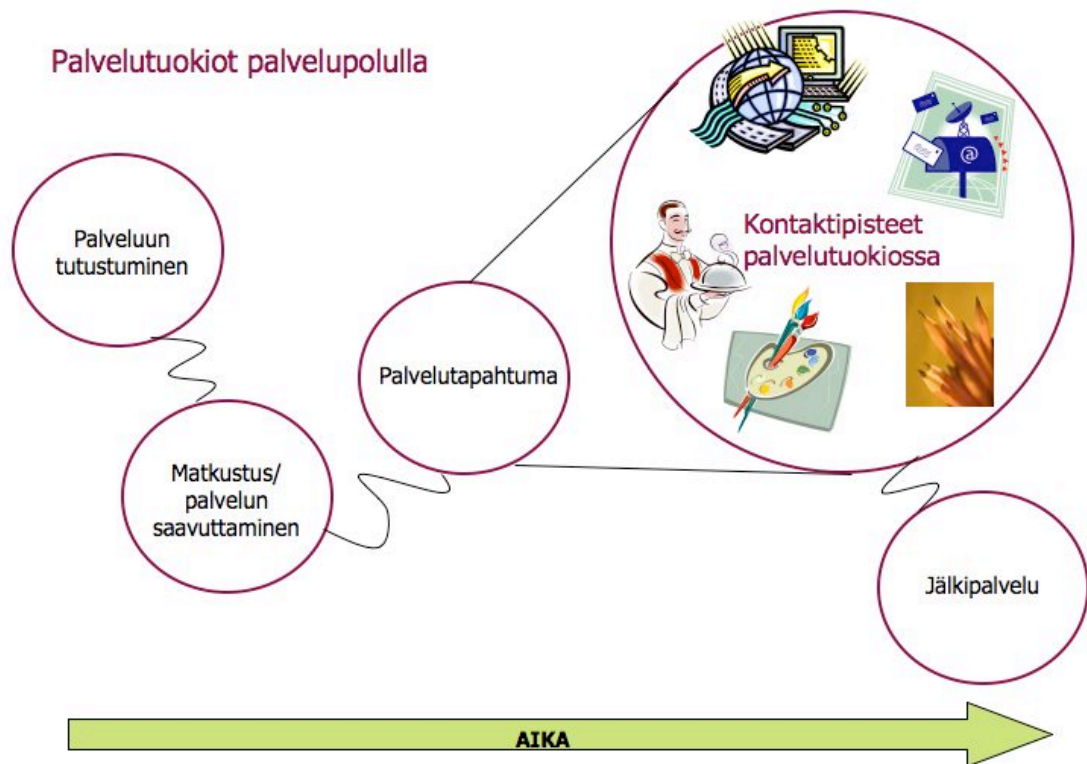 Palvelutuokiot palvelupolulla
Palveluun
tutustuminen
Matkustus/
palvelun
saavuttaminen
Palvelutapahtuma
@
Kontaktipisteet
palvelutuokiossa
Jälkipalvelu
AIKA